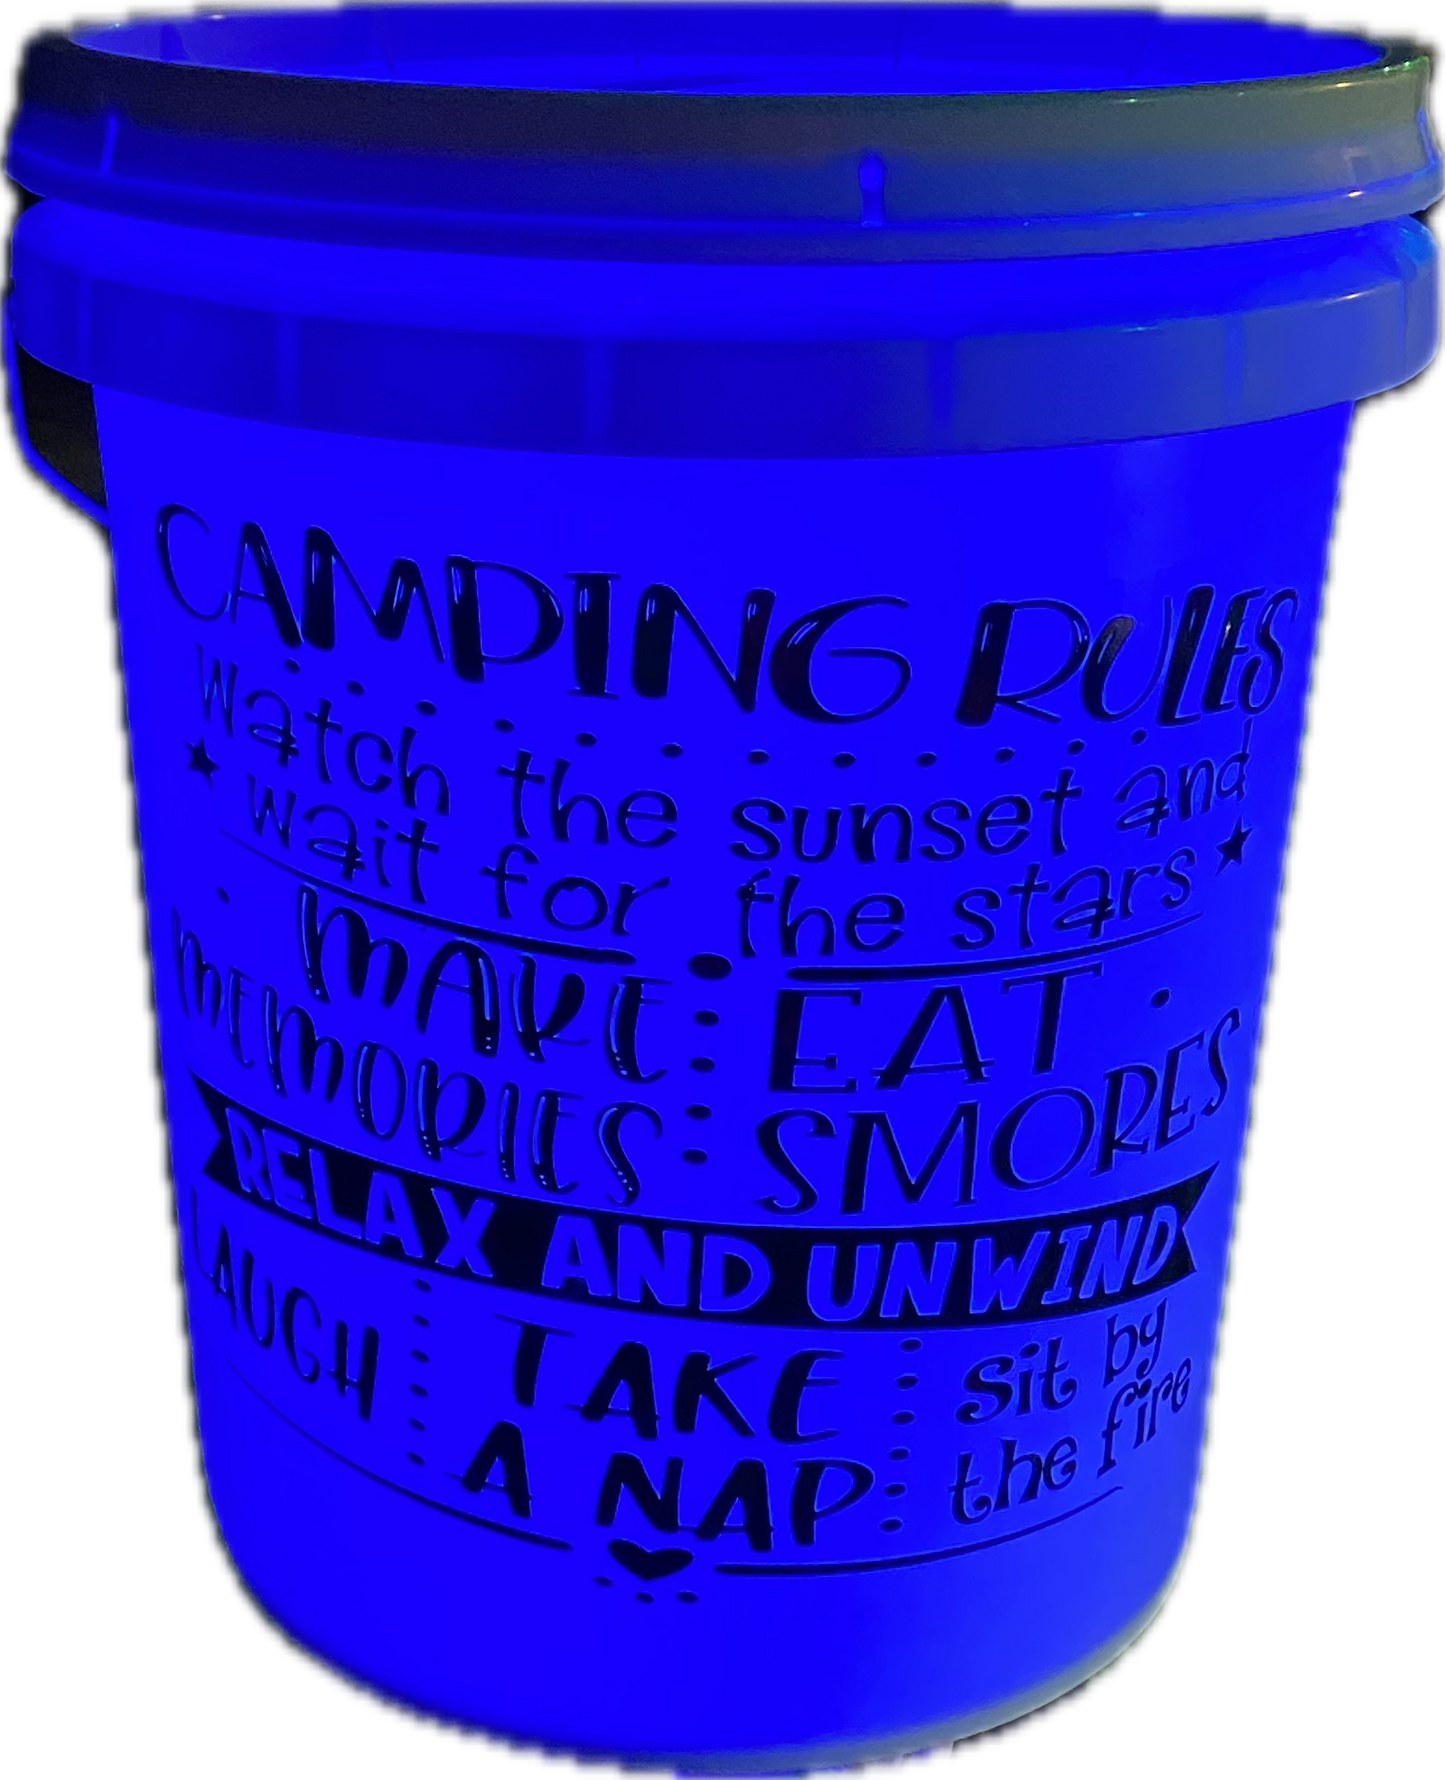 CAMPING RULES
Watch the sunset and
wait for the stars
MAKE
MEMORIES
EAT
SMORES
RELAX AND UNWIND
LAUGH
TAKE
A NAP
sit by
the fire